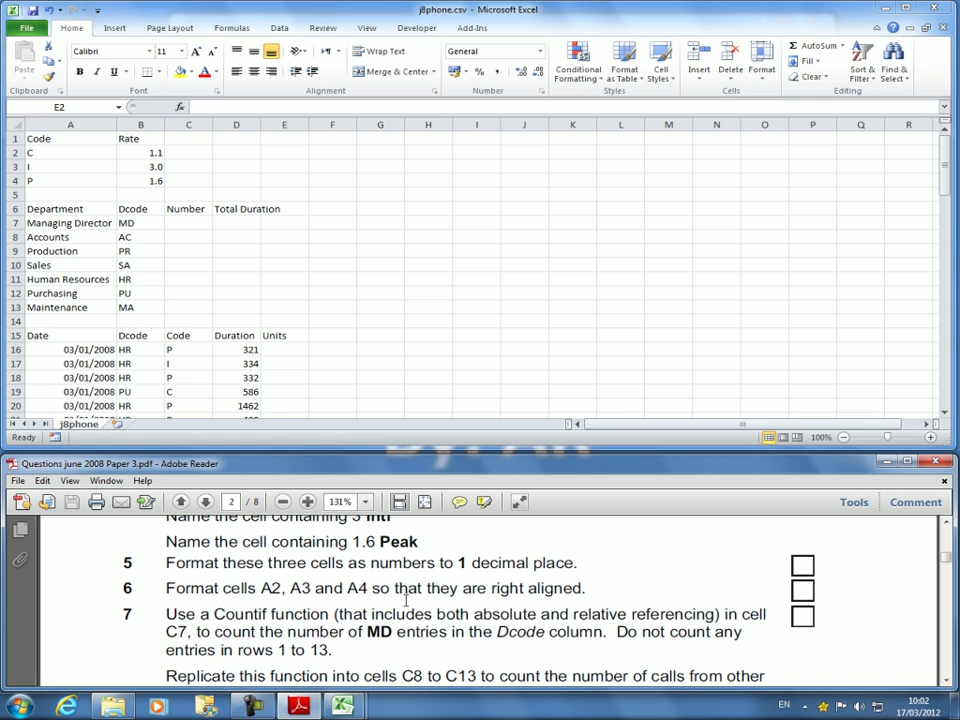 j8phone.csv - Microsoft Excel
File Home Insert Page Layout Formulas Data Review View Developer Add-Ins
Paste Calibri 11 A A Wrap Text General Conditional Formatting Format as Table Cell Styles Insert Delete Format AutoSum Fill Clear Sort & Filter Find & Select
B I U A Merge & Center % ,
Clipboard Font Alignment Number Styles Cells Editing
E2 fx
A B C D E F G H I J K L M N O P Q R
1 Code Rate
2 C 1.1
3 I 3.0
4 P 1.6
5
6 Department Dcode Number Total Duration
7 Managing Director MD
8 Accounts AC
9 Production PR
10 Sales SA
11 Human Resources HR
12 Purchasing PU
13 Maintenance MA
14
15 Date Dcode Code Duration Units
16 03/01/2008 HR P 321
17 03/01/2008 HR I 334
18 03/01/2008 HR P 332
19 03/01/2008 PU C 586
20 03/01/2008 HR P 1462
j8phone
Ready 100%
Questions june 2008 Paper 3.pdf - Adobe Reader
File Edit View Window Help
2 / 8 131% Tools Comment
Name the cell containing 3 Intl
Name the cell containing 1.6 Peak
5 Format these three cells as numbers to 1 decimal place.
6 Format cells A2, A3 and A4 so that they are right aligned.
7 Use a Countif function (that includes both absolute and relative referencing) in cell
C7, to count the number of MD entries in the Dcode column. Do not count any
entries in rows 1 to 13.
Replicate this function into cells C8 to C13 to count the number of calls from other
EN 10:02
17/03/2012